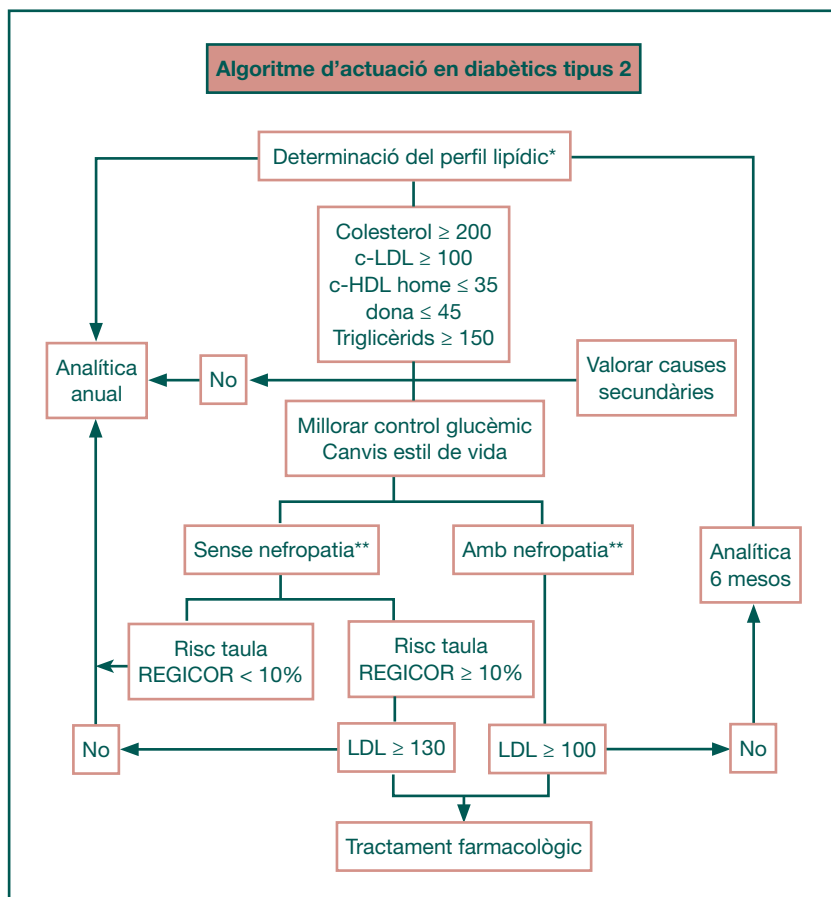 Algoritme d'actuació en diabètics tipus 2
Determinació del perfil lipídic*
Colesterol ≥ 200
c-LDL ≥ 100
c-HDL home ≤ 35
dona ≤ 45
Triglicèrids ≥ 150
Analítica
anual
No
Valorar causes
secundàries
Millorar control glucèmic
Canvis estil de vida
Sense nefropatia**
Amb nefropatia**
Analítica
6 mesos
Risc taula
REGICOR < 10%
Risc taula
REGICOR ≥ 10%
No
LDL ≥ 130
LDL ≥ 100
No
Tractament farmacològic